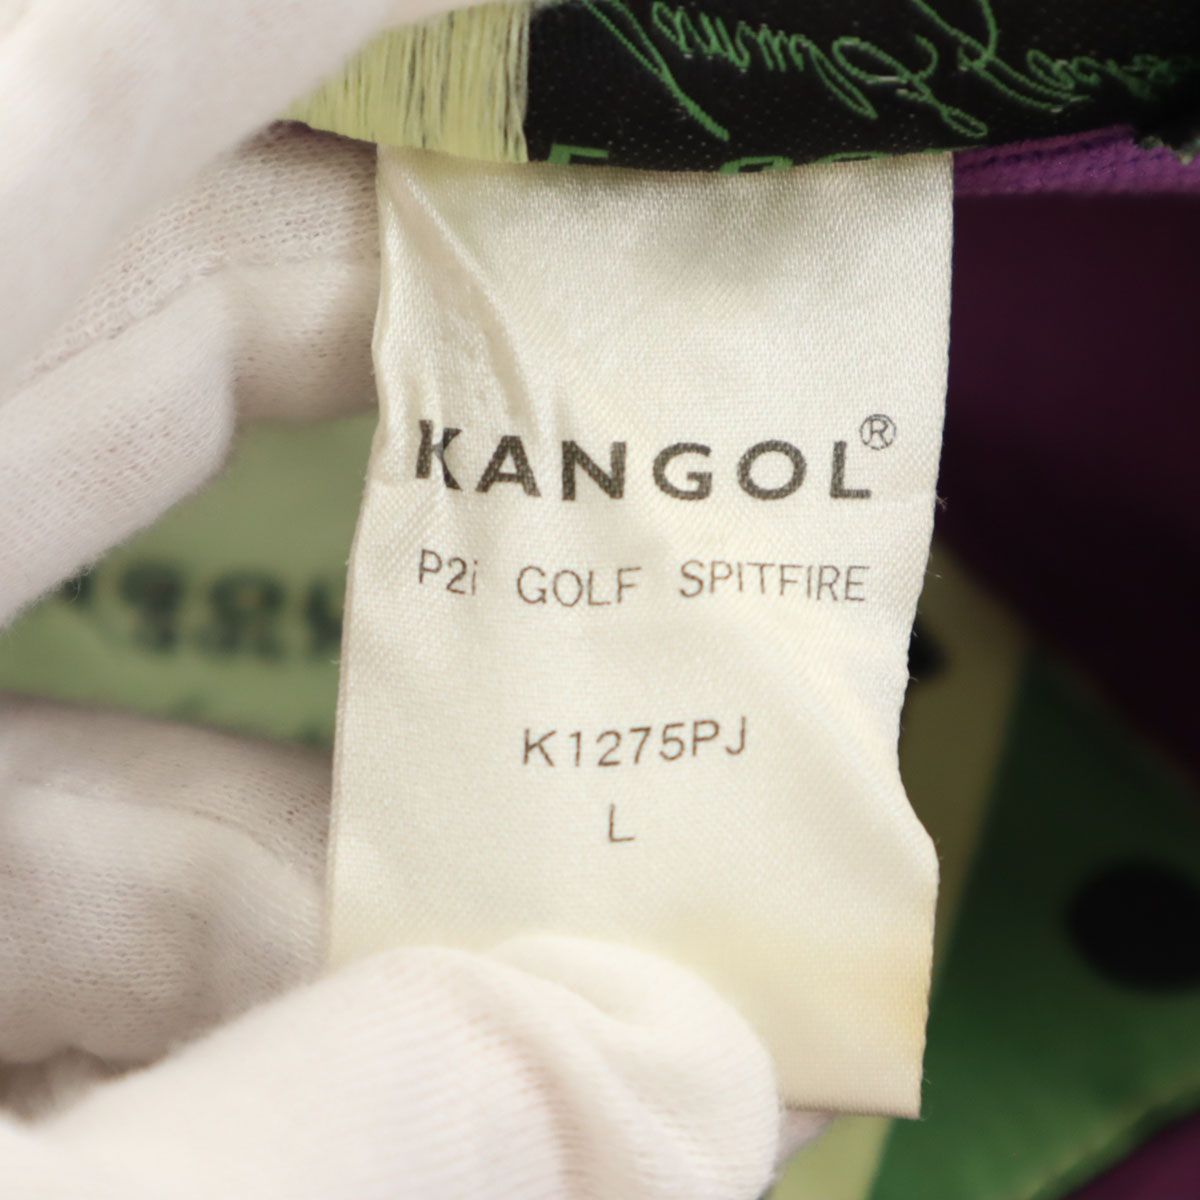 KANGOL®
P2i GOLF SPITFIRE
K1275PJ
L